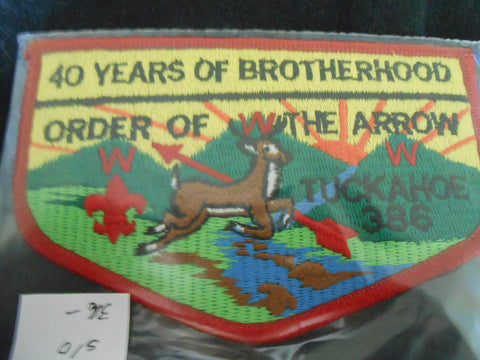 40 YEARS OF BROTHERHOOD
ORDER OF W THE ARROW
W W
TUCKAHOE
386